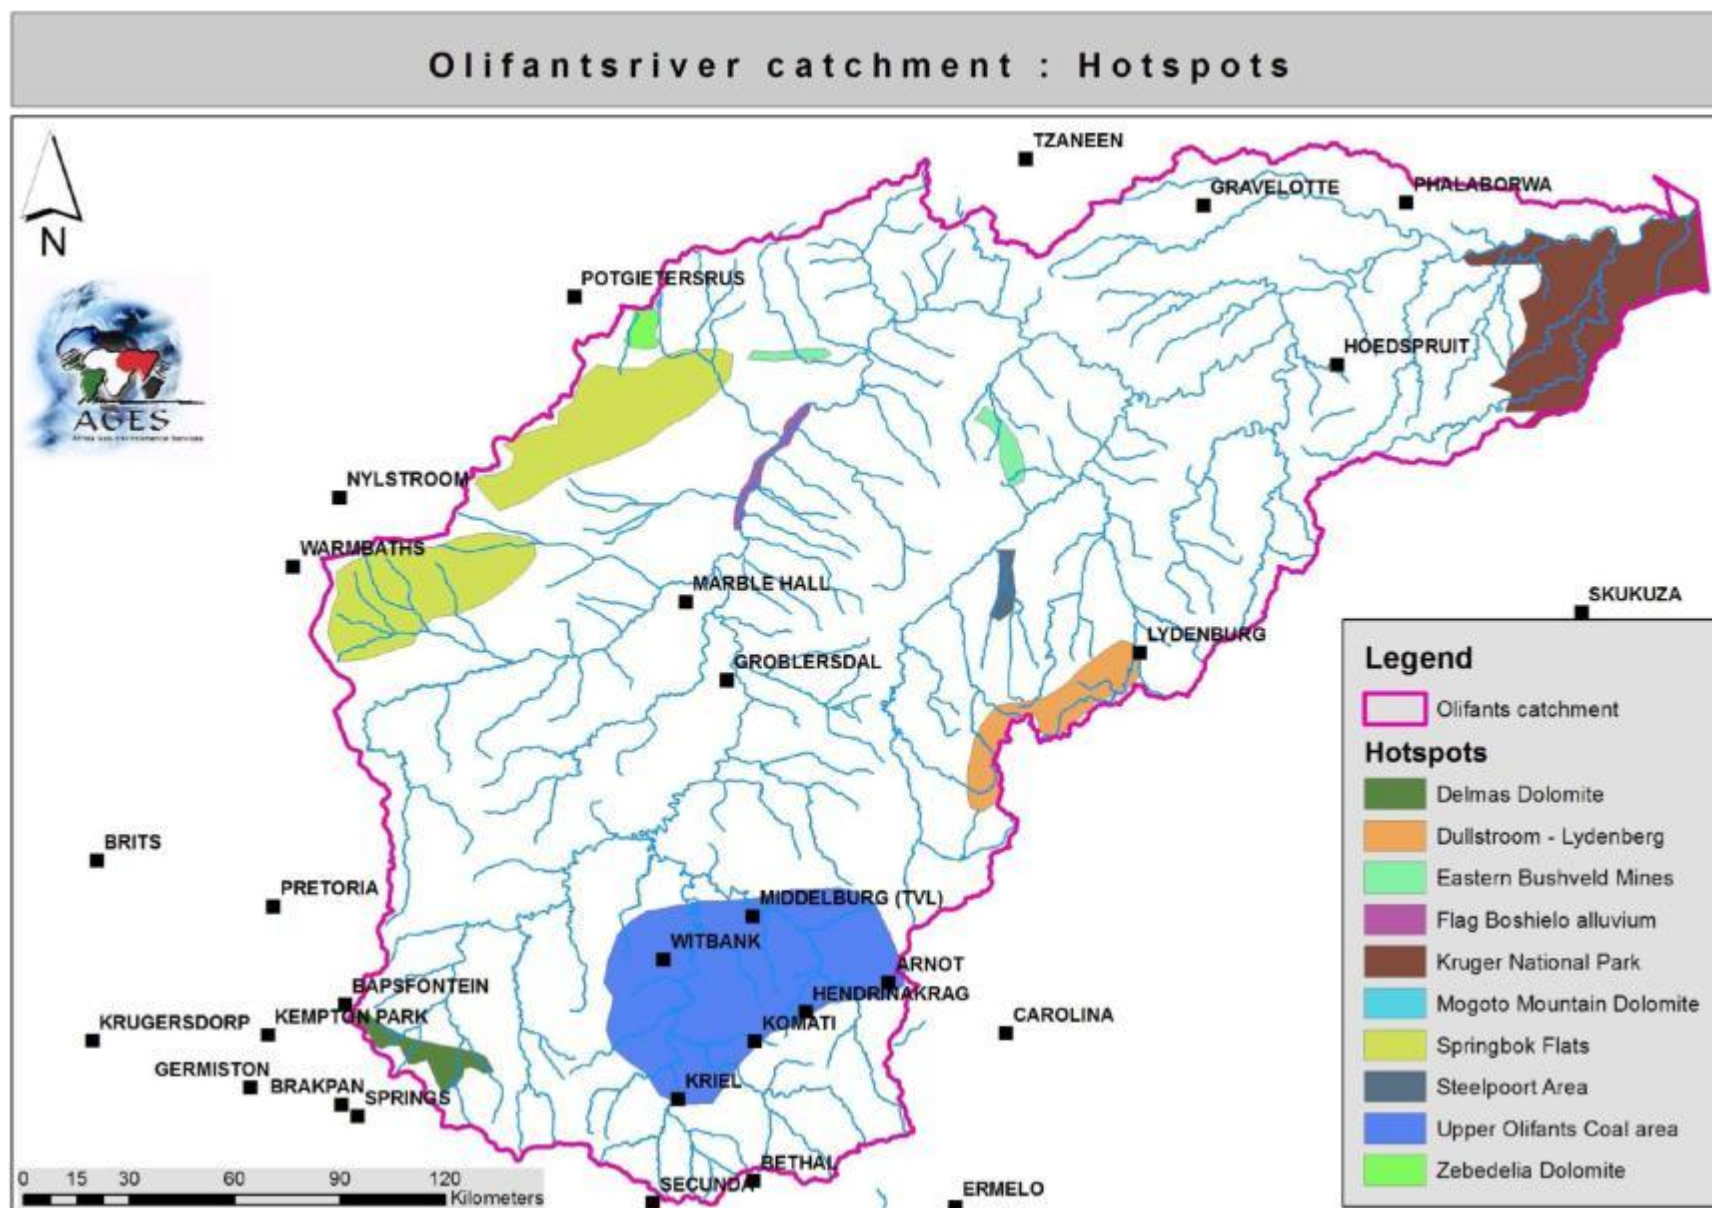 Olifantsriver catchment : Hotspots
N
AGES
TZANEEN
GRAVELOTTE
PHALABORWA
POTGIETERSRUS
HOEDSPRUIT
NYLSTROOM
WARMBATHS
MARBLE HALL
SKUKUZA
LYDENBURG
GROBLERSDAL
BRITS
PRETORIA
MIDDELBURG (TVL)
WITBANK
ARNOT
BAPSFONTEIN
HENDRINAKRAG
KRUGERSDORP
KEMPTON PARK
KOMATI
CAROLINA
GERMISTON
BRAKPAN
SPRINGS
KRIEL
BETHAL
SECUNDA
ERMELO
0 15 30 60 90 120
Kilometers
Legend
Olifants catchment
Hotspots
Delmas Dolomite
Dullstroom - Lydenberg
Eastern Bushveld Mines
Flag Boshielo alluvium
Kruger National Park
Mogoto Mountain Dolomite
Springbok Flats
Steelpoort Area
Upper Olifants Coal area
Zebedelia Dolomite